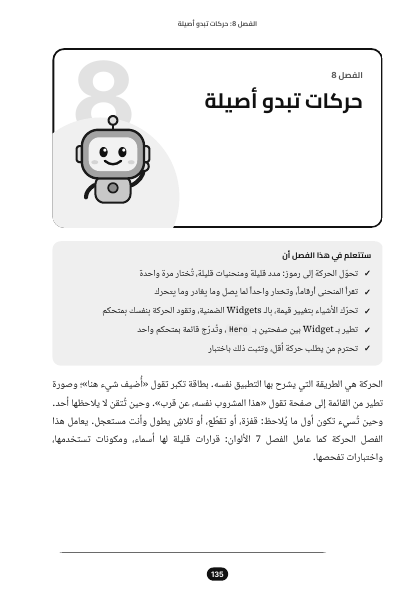 الفصل 8: حركات تبدو أصيلة
8
الفصل 8
حركات تبدو أصيلة
ستتعلم في هذا الفصل أن
✓ تحوّل الحركة إلى رموز: مدد قليلة ومنحنيات قليلة، تُختار مرة واحدة
✓ تقرأ المنحنى أرقاماً، وتختار واحداً لما يصل وما يغادر وما يتحرك
✓ تحرّك الأشياء بتغيير قيمة، بالـ Widgets الضمنية، وتقود الحركة بنفسك بمتحكم
✓ تطير بـ Widget بين صفحتين بـ Hero ، وتُدرّج قائمة بمتحكم واحد
✓ تحترم من يطلب حركة أقل، وتثبت ذلك باختبار
الحركة هي الطريقة التي يشرح بها التطبيق نفسه. بطاقة تكبر تقول «أُضيف شيء هنا»؛ وصورة
تطير من القائمة إلى صفحة تقول «هذا المشروب نفسه، عن قرب». وحين تُتقن لا يلاحظها أحد.
وحين تُسيء تكون أول ما يُلاحظ: قفزة، أو تقطّع، أو تلاشٍ يطول وأنت مستعجل. يعامل هذا
الفصل الحركة كما عامل الفصل 7 الألوان: قرارات قليلة لها أسماء، ومكونات تستخدمها،
واختبارات تفحصها.
135